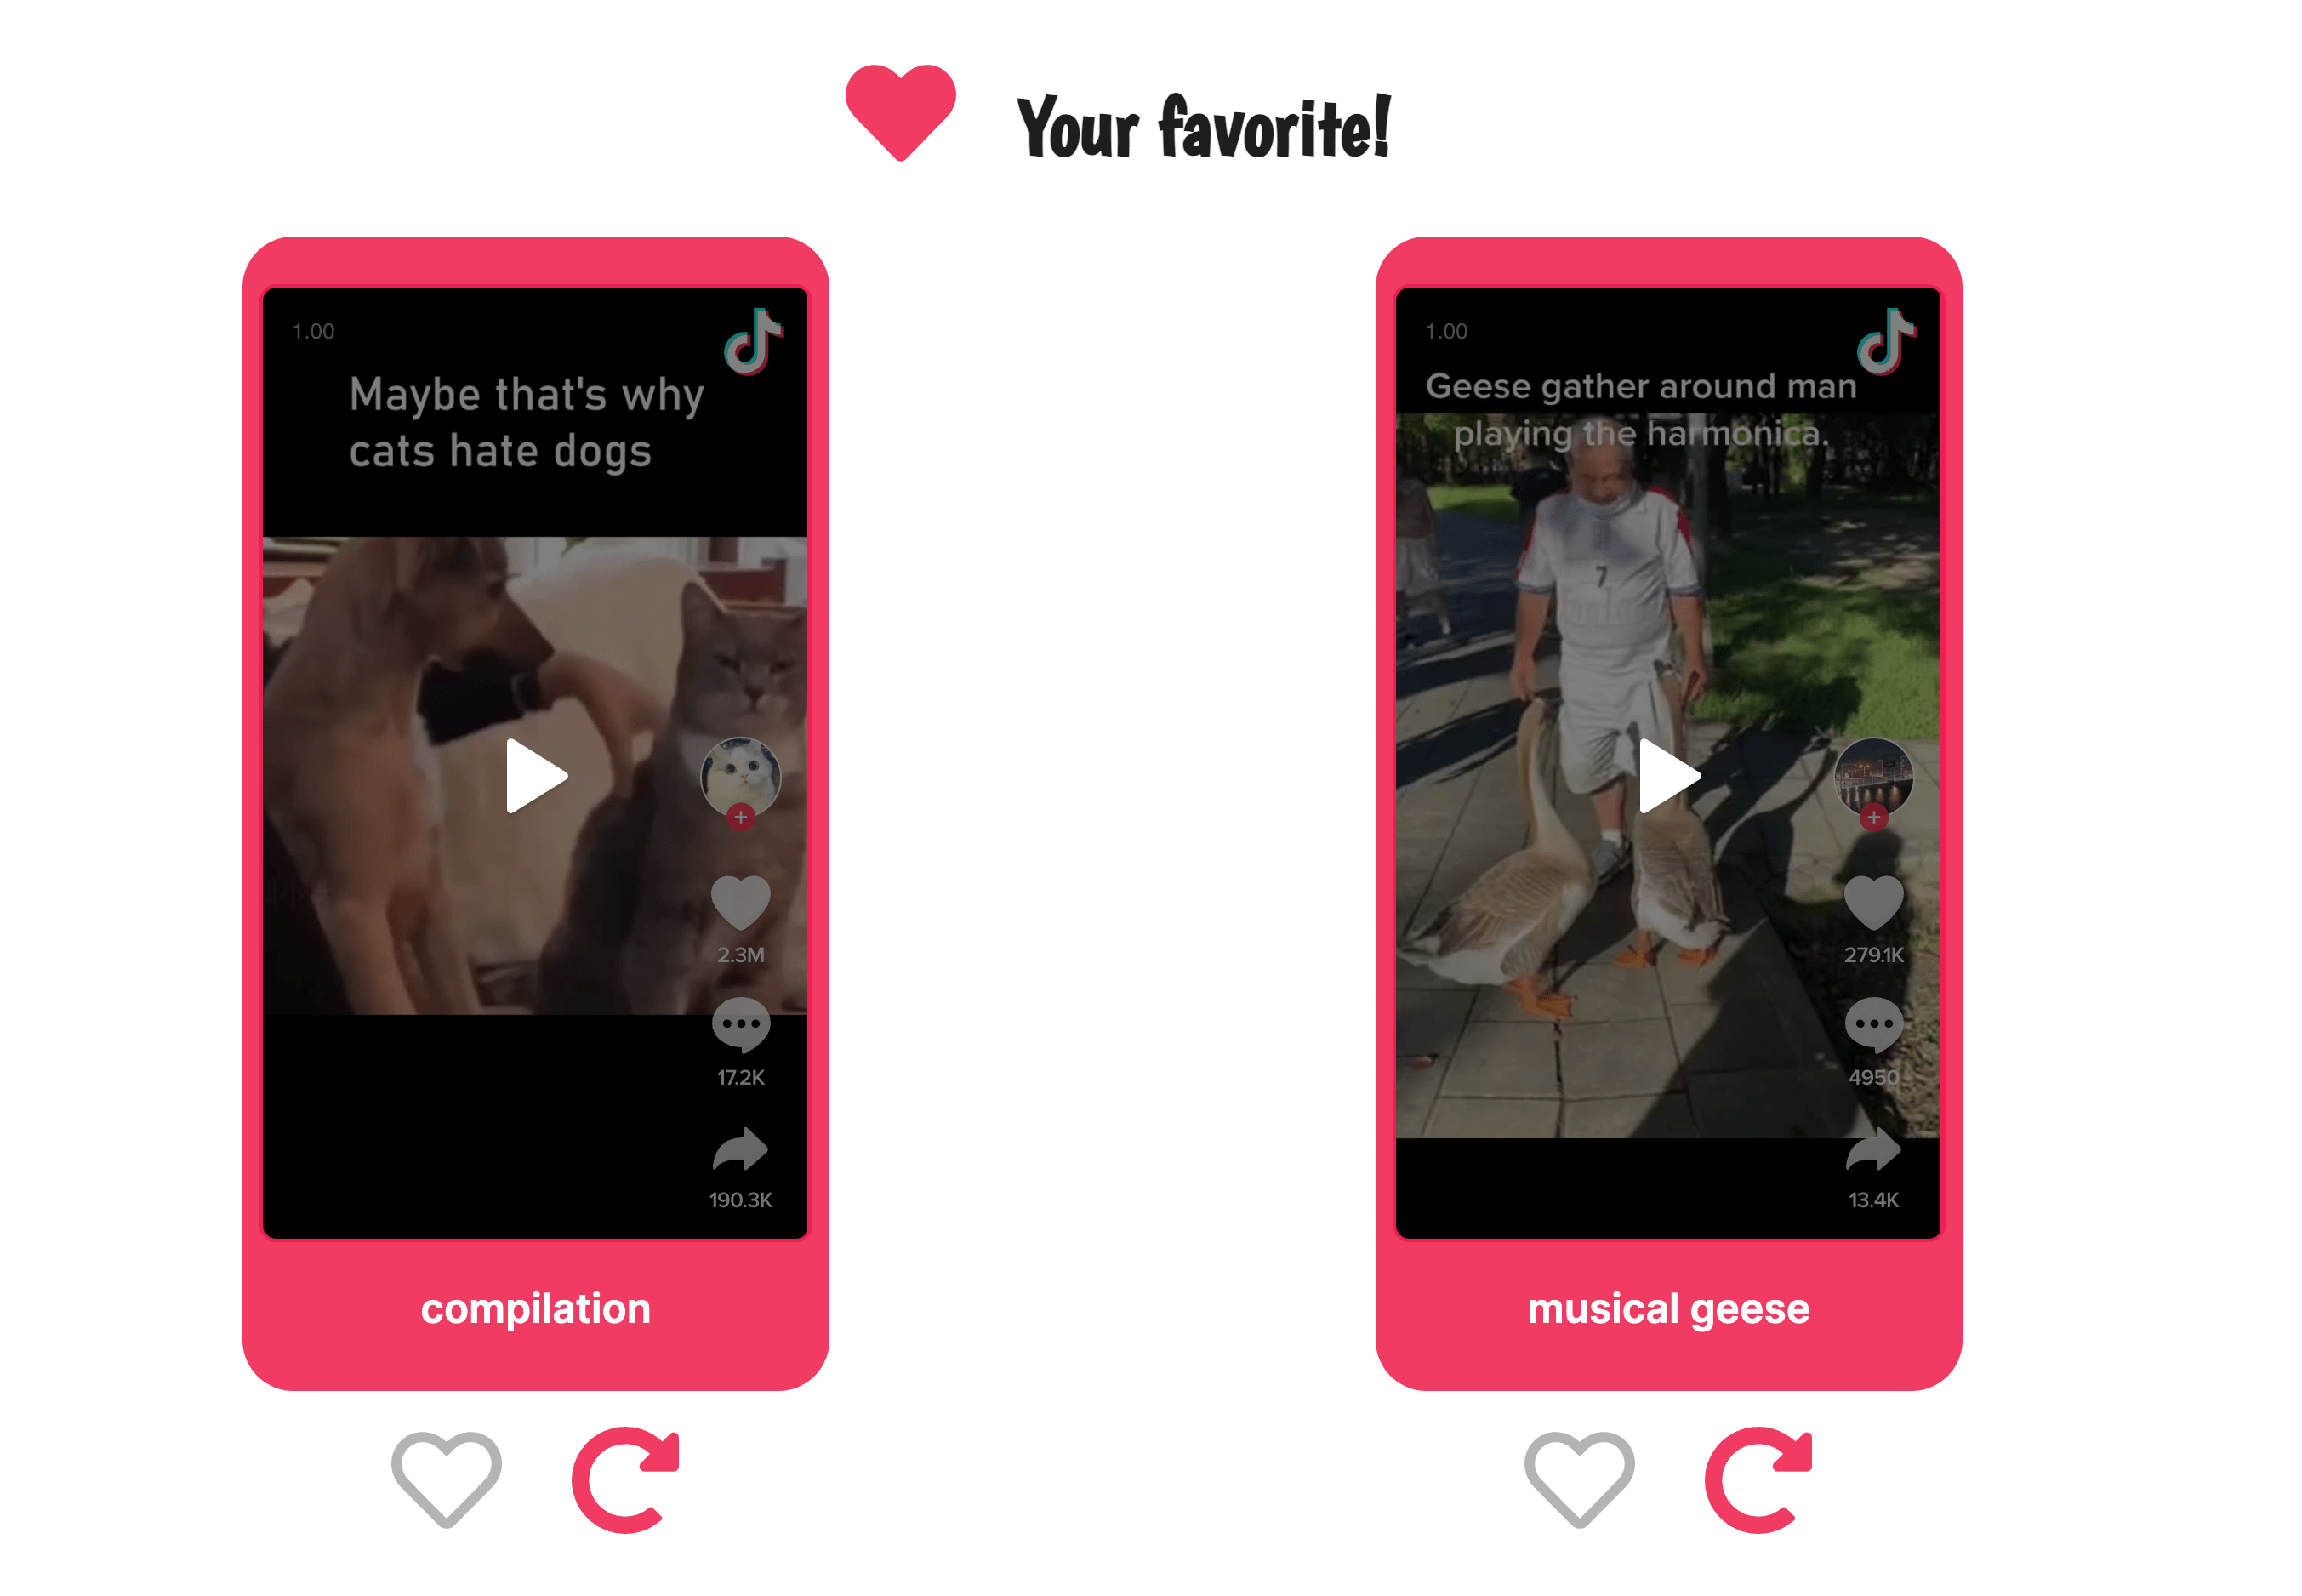 Your favorite!
1.00
Maybe that's why
cats hate dogs
2.3M
17.2K
190.3K
compilation
1.00
Geese gather around man
playing the harmonica.
7
279.1K
4950
13.4K
musical geese